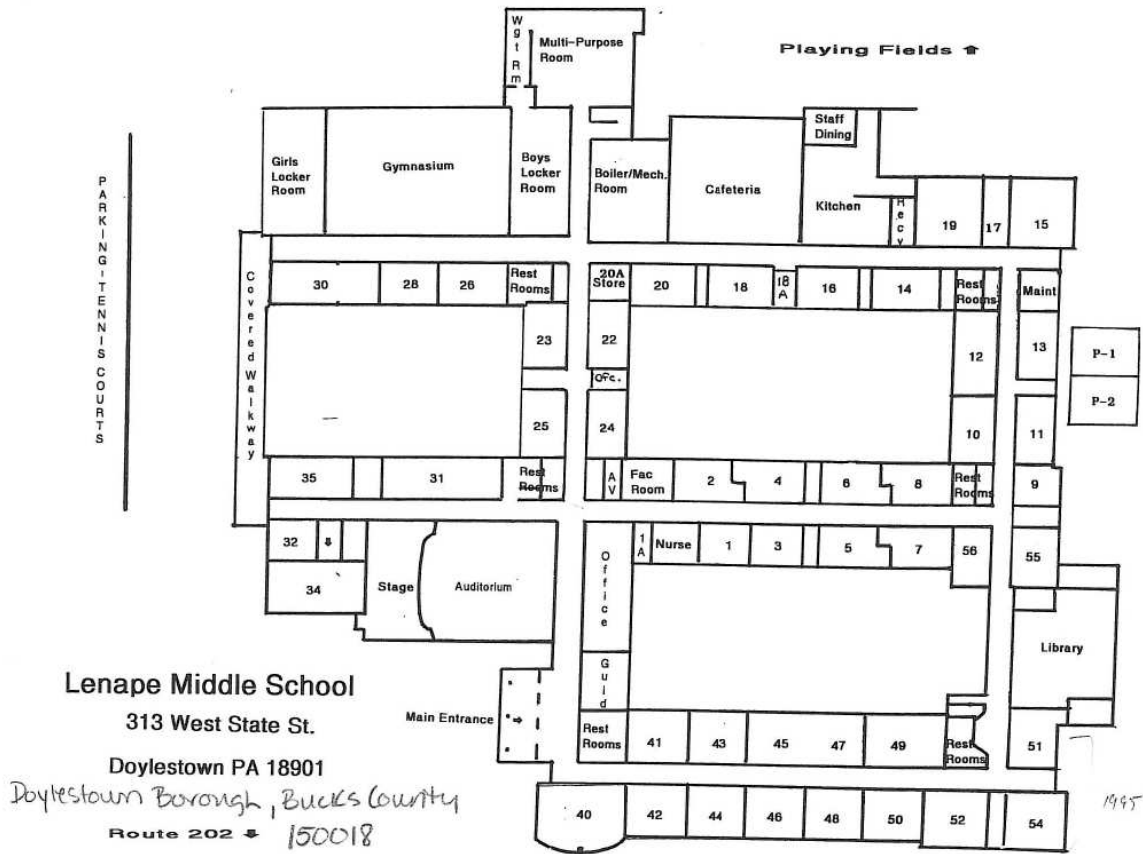 Wgt Rm
Multi-Purpose
Room
Playing Fields ⬆
Staff
Dining
Girls
Locker
Room
Gymnasium
Boys
Locker
Room
Boiler/Mech.
Room
Cafeteria
Kitchen
Recv
19
17
15
PARKING-TENNIS COURTS
Covered Walkway
30
28
26
Rest
Rooms
20A
Store
20
18
18A
16
14
Rest
Rooms
Maint
23
22
12
13
P-1
Ofc.
P-2
25
24
10
11
35
31
Rest
Rooms
AV
Fac
Room
2
4
6
8
Rest
Rooms
9
32
⬇
34
Stage
Auditorium
Office
1A
Nurse
1
3
5
7
56
55
Library
Guid
Lenape Middle School
313 West State St.
Main Entrance ➔
Rest
Rooms
41
43
45
47
49
Rest
Rooms
51
Doylestown PA 18901
Doylestown Borough, Bucks County
Route 202 ⬇
150018
40
42
44
46
48
50
52
54
1995